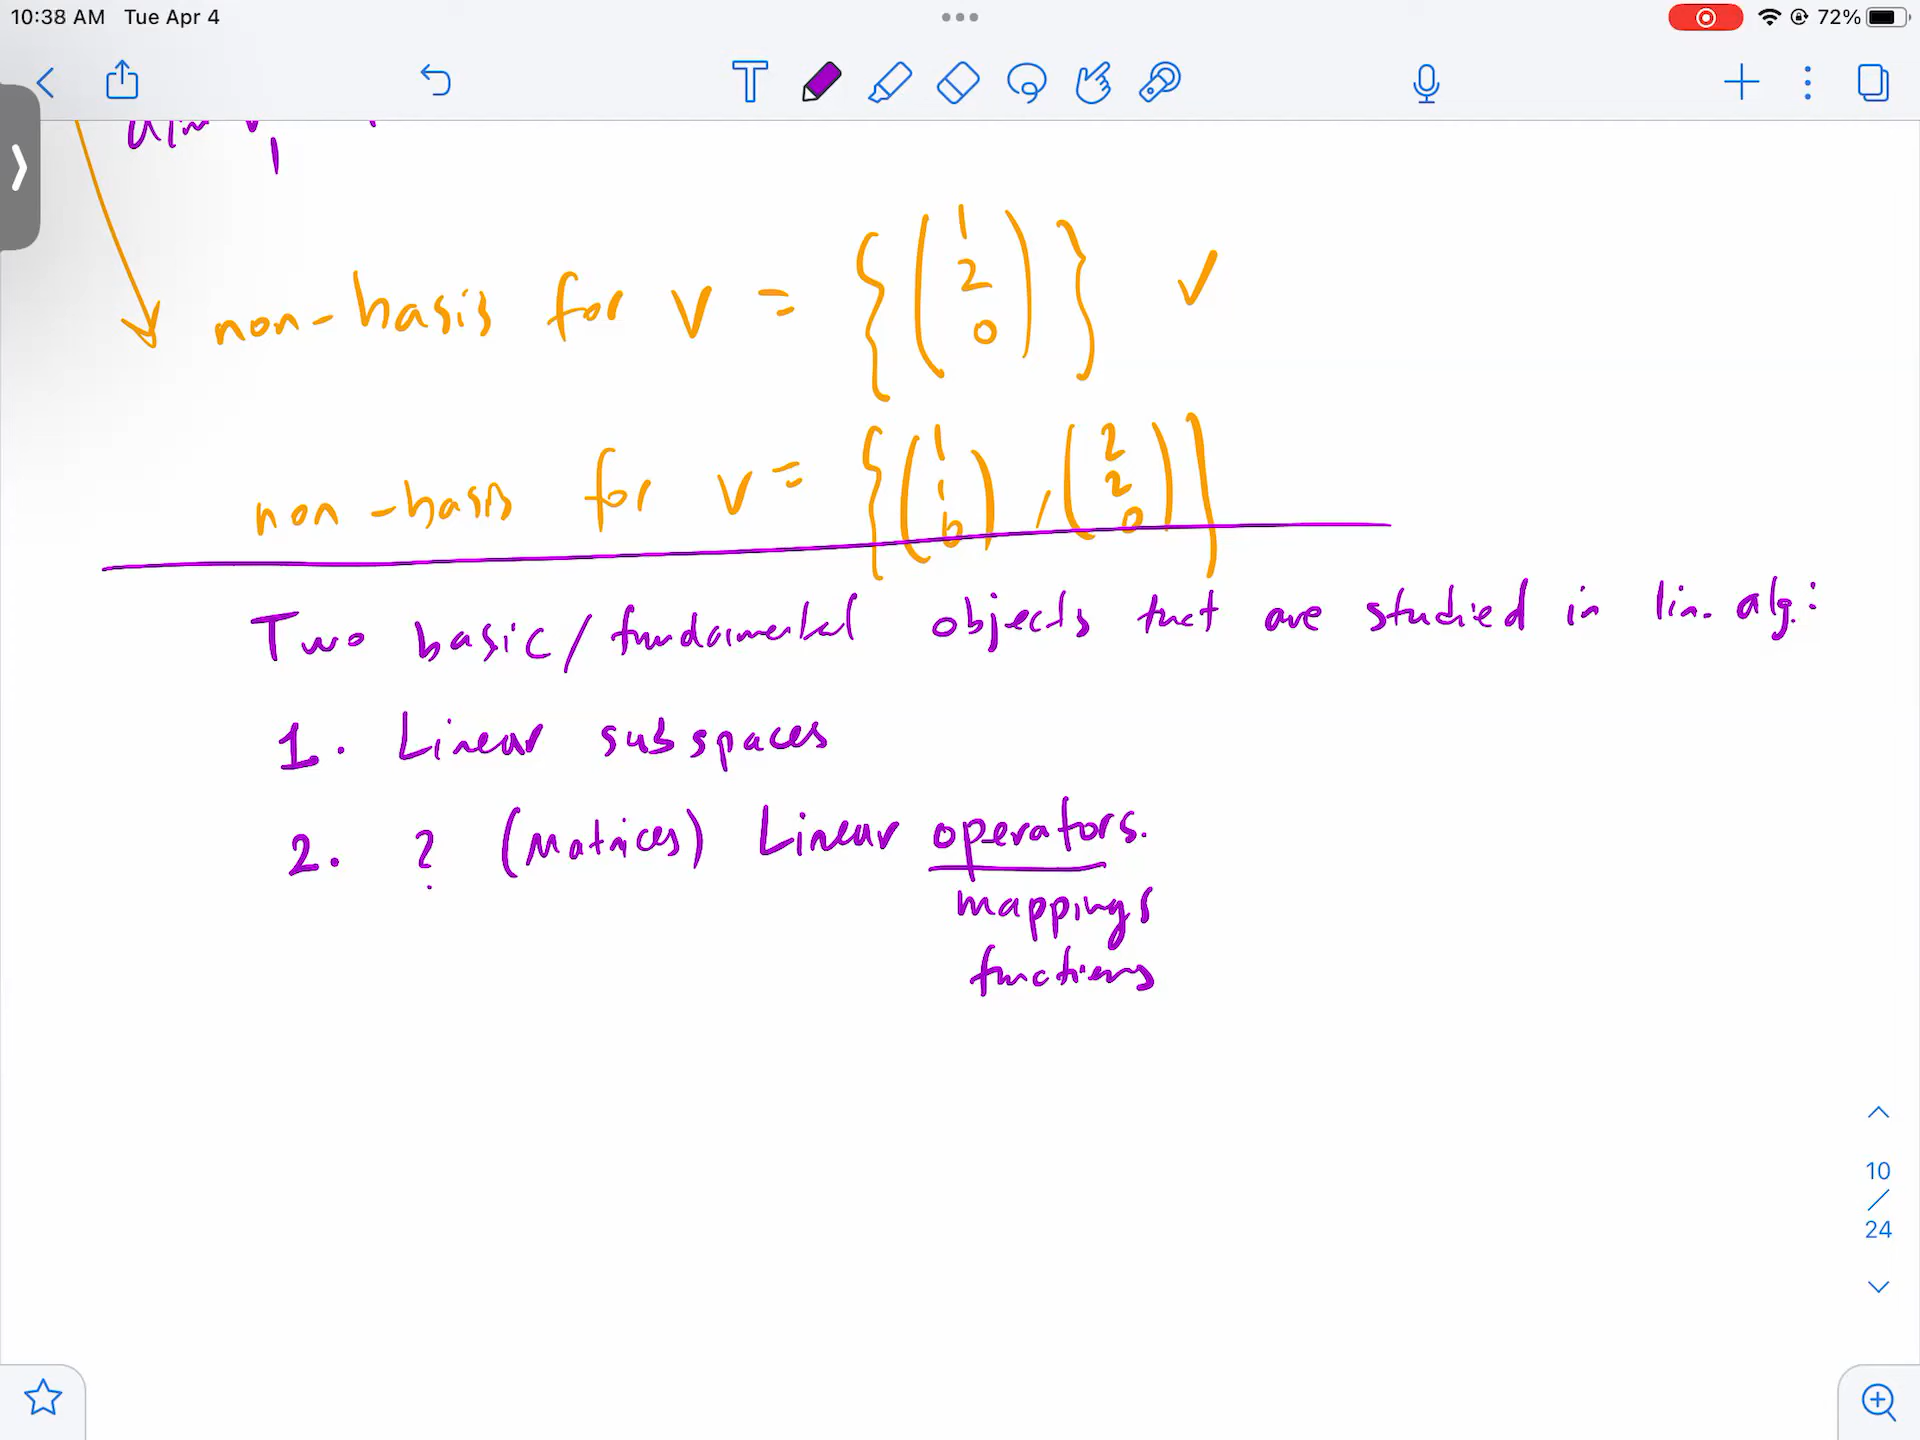 10:38 AM Tue Apr 4
72%
non-basis for V = {(1 2 0)} ✓
non-basis for V = {(1 1 0), (2 2 0)}
Two basic/fundamental objects that are studied in lin. alg.:
1. Linear subspaces
2. ? (Matrices) Linear operators.
mappings
functions
10
/
24